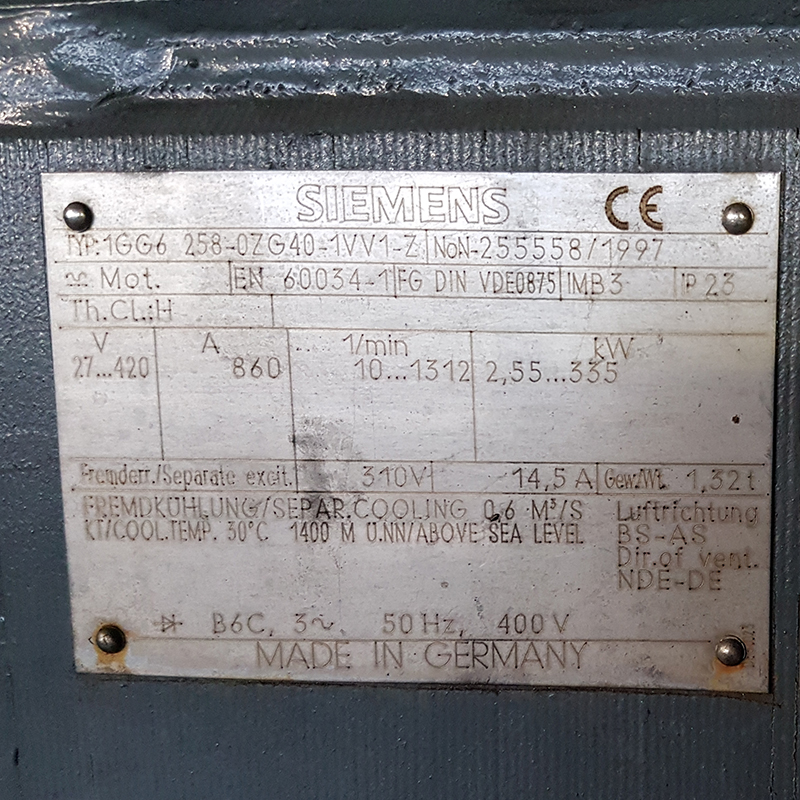 SIEMENS CE
TYP:1GG6 258-0ZG40-1VV1-Z NoN-255558/1997
Mot. EN 60034-1 FG DIN VDE0875 IMB3 IP 23
Th.Cl.:H
V A 1/min kW
27...420 860 10...1312 2,55...335
Fremderr./Separate excit. 310V 14,5 A Gew./Wt. 1,32t
FREMDKÜHLUNG/SEPAR.COOLING 0,6 M³/S Luftrichtung
KT/COOL.TEMP. 30°C 1400 M Ü.NN/ABOVE SEA LEVEL BS-AS
Dir.of vent.
NDE-DE
B6C, 3~, 50 Hz, 400 V
MADE IN GERMANY